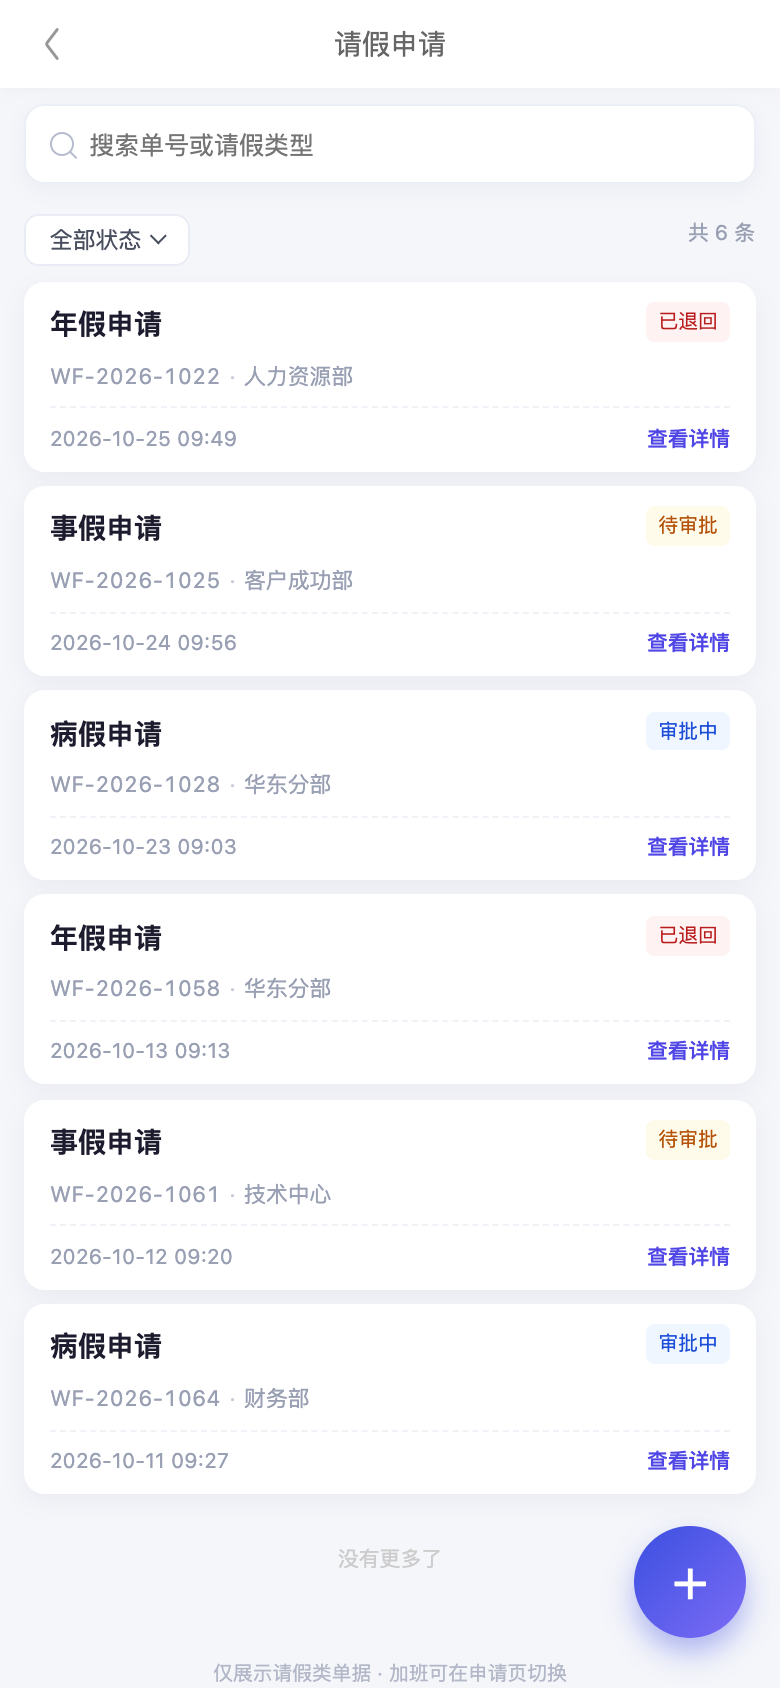 请假申请
搜索单号或请假类型
全部状态
共 6 条
年假申请
已退回
WF-2026-1022 · 人力资源部
2026-10-25 09:49
查看详情
事假申请
待审批
WF-2026-1025 · 客户成功部
2026-10-24 09:56
查看详情
病假申请
审批中
WF-2026-1028 · 华东分部
2026-10-23 09:03
查看详情
年假申请
已退回
WF-2026-1058 · 华东分部
2026-10-13 09:13
查看详情
事假申请
待审批
WF-2026-1061 · 技术中心
2026-10-12 09:20
查看详情
病假申请
审批中
WF-2026-1064 · 财务部
2026-10-11 09:27
查看详情
没有更多了
仅展示请假类单据 · 加班可在申请页切换